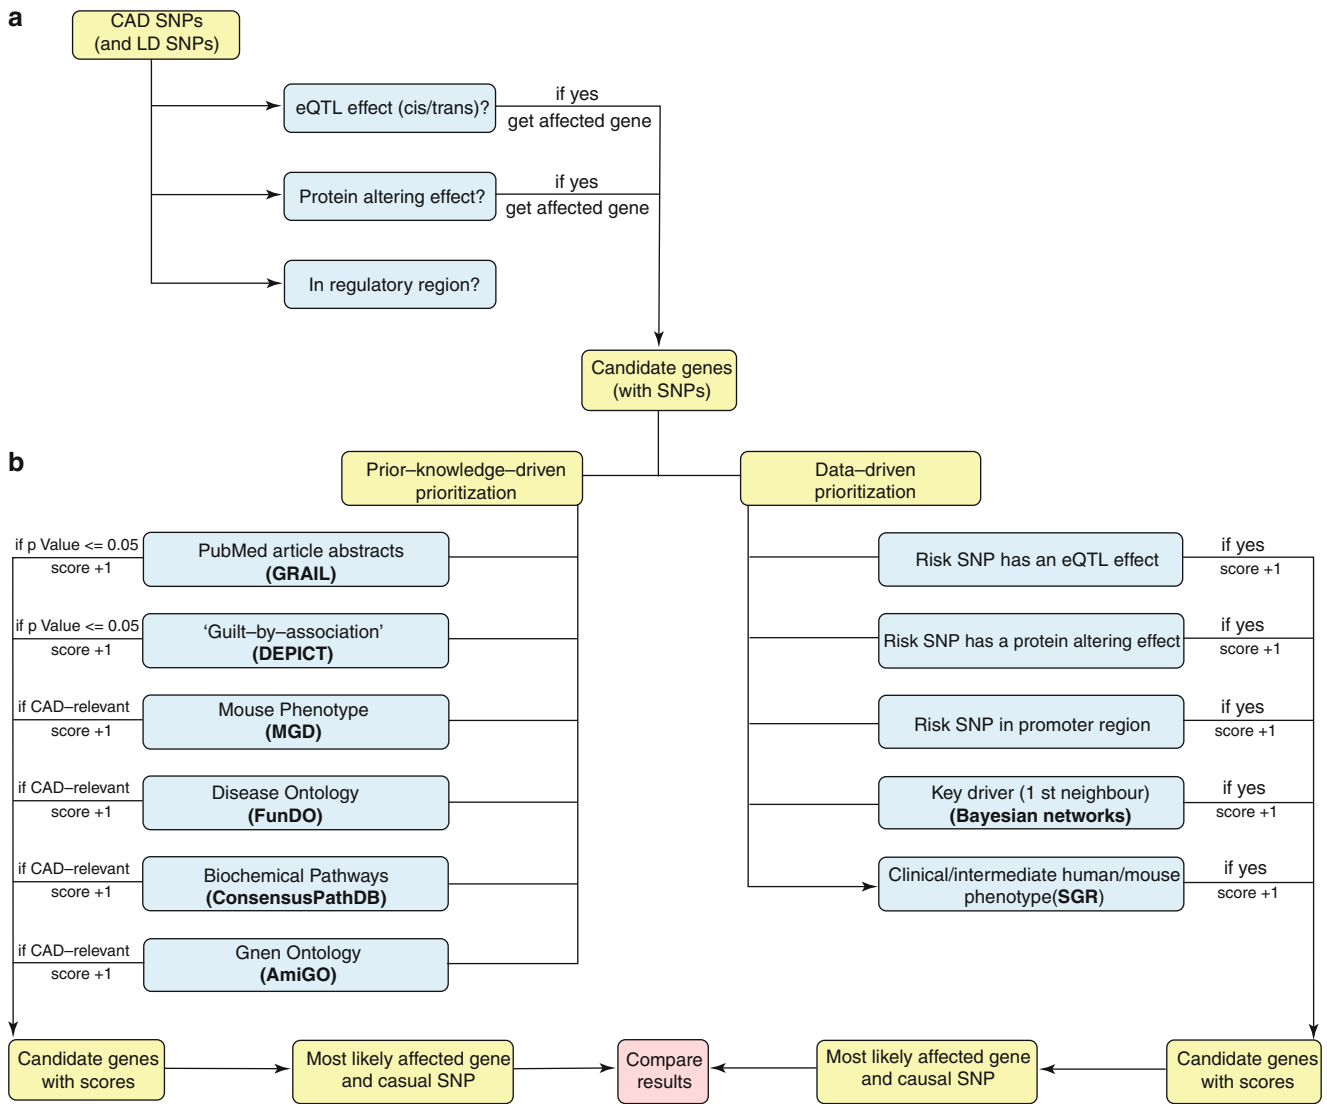 a
CAD SNPs
(and LD SNPs)
eQTL effect (cis/trans)?
if yes
get affected gene
Protein altering effect?
if yes
get affected gene
In regulatory region?
Candidate genes
(with SNPs)
b
Prior–knowledge–driven
prioritization
Data–driven
prioritization
if p Value <= 0.05
score +1
PubMed article abstracts
(GRAIL)
if p Value <= 0.05
score +1
‘Guilt–by–association’
(DEPICT)
if CAD–relevant
score +1
Mouse Phenotype
(MGD)
if CAD–relevant
score +1
Disease Ontology
(FunDO)
if CAD–relevant
score +1
Biochemical Pathways
(ConsensusPathDB)
if CAD–relevant
score +1
Gnen Ontology
(AmiGO)
Risk SNP has an eQTL effect
if yes
score +1
Risk SNP has a protein altering effect
if yes
score +1
Risk SNP in promoter region
if yes
score +1
Key driver (1 st neighbour)
(Bayesian networks)
if yes
score +1
Clinical/intermediate human/mouse
phenotype(SGR)
if yes
score +1
Candidate genes
with scores
Most likely affected gene
and casual SNP
Compare
results
Most likely affected gene
and causal SNP
Candidate genes
with scores